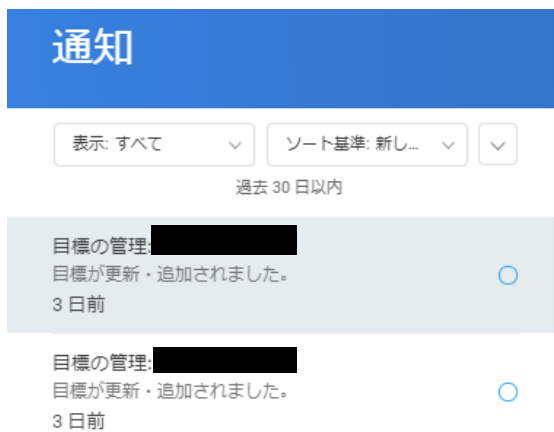 通知
表示: すべて
ソート基準: 新し...
過去 30 日以内
目標の管理:
目標が更新・追加されました。
3 日前
目標の管理:
目標が更新・追加されました。
3 日前